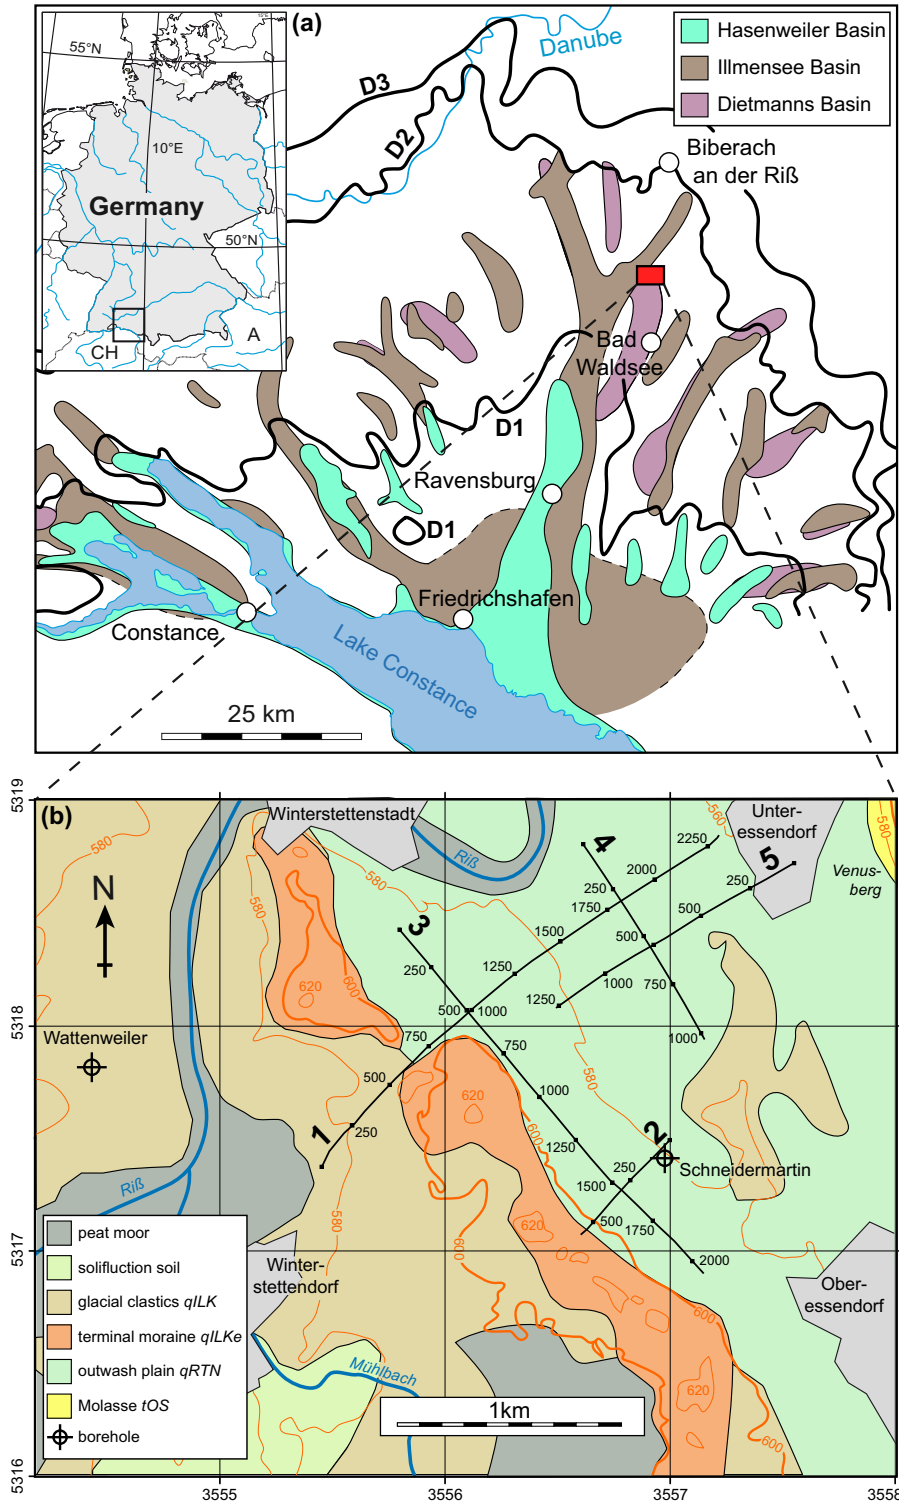 (a)
55°N
10°E
Germany
50°N
CH
A
Danube
D3
D2
Hasenweiler Basin
Illmensee Basin
Dietmanns Basin
Biberach
an der Riß
Bad
Waldsee
D1
Ravensburg
D1
Friedrichshafen
Constance
Lake Constance
25 km
(b)
5319
5318
5317
5316
3555
3556
3557
3558
Winterstettenstadt
Riß
Unter-
essendorf
Venus-
berg
N
Wattenweiler
Riß
Schneidermartin
Winter-
stettendorf
Ober-
essendorf
Mühlbach
1
250
500
750
1000
1250
1500
1750
2000
2250
2
250
500
3
250
500
750
1000
1250
1500
1750
2000
4
250
500
750
1000
5
250
500
1000
1250
580
580
580
560
580
600
620
580
620
600
580
600
620
600
620
600
peat moor
solifluction soil
glacial clastics qILK
terminal moraine qILKe
outwash plain qRTN
Molasse tOS
borehole
1km